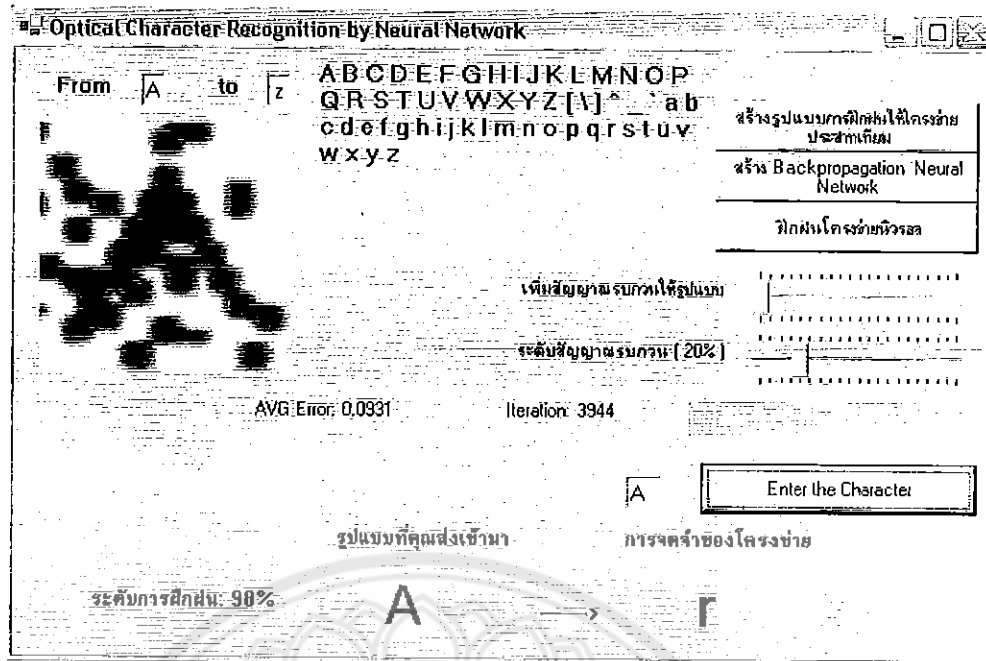 Optical Character Recognition by Neural Network
From A to z
A B C D E F G H I J K L M N O P
Q R S T U V W X Y Z [ \ ] ^ _ ` a b
c d e f g h i j k l m n o p q r s t u v
w x y z
สร้างรูปแบบการฝึกฝนให้โครงข่าย
ประสาทเทียม
สร้าง Backpropagation Neural
Network
ฝึกฝนโครงข่ายนิวรอล
เพิ่มสัญญาณรบกวนให้รูปแบบ
ระดับสัญญาณรบกวน ( 20% )
AVG Error: 0.0931
Iteration: 3944
A
Enter the Character
รูปแบบที่คุณส่งเข้ามา
การจดจำของโครงข่าย
ระดับการฝึกฝน: 98%
A
r